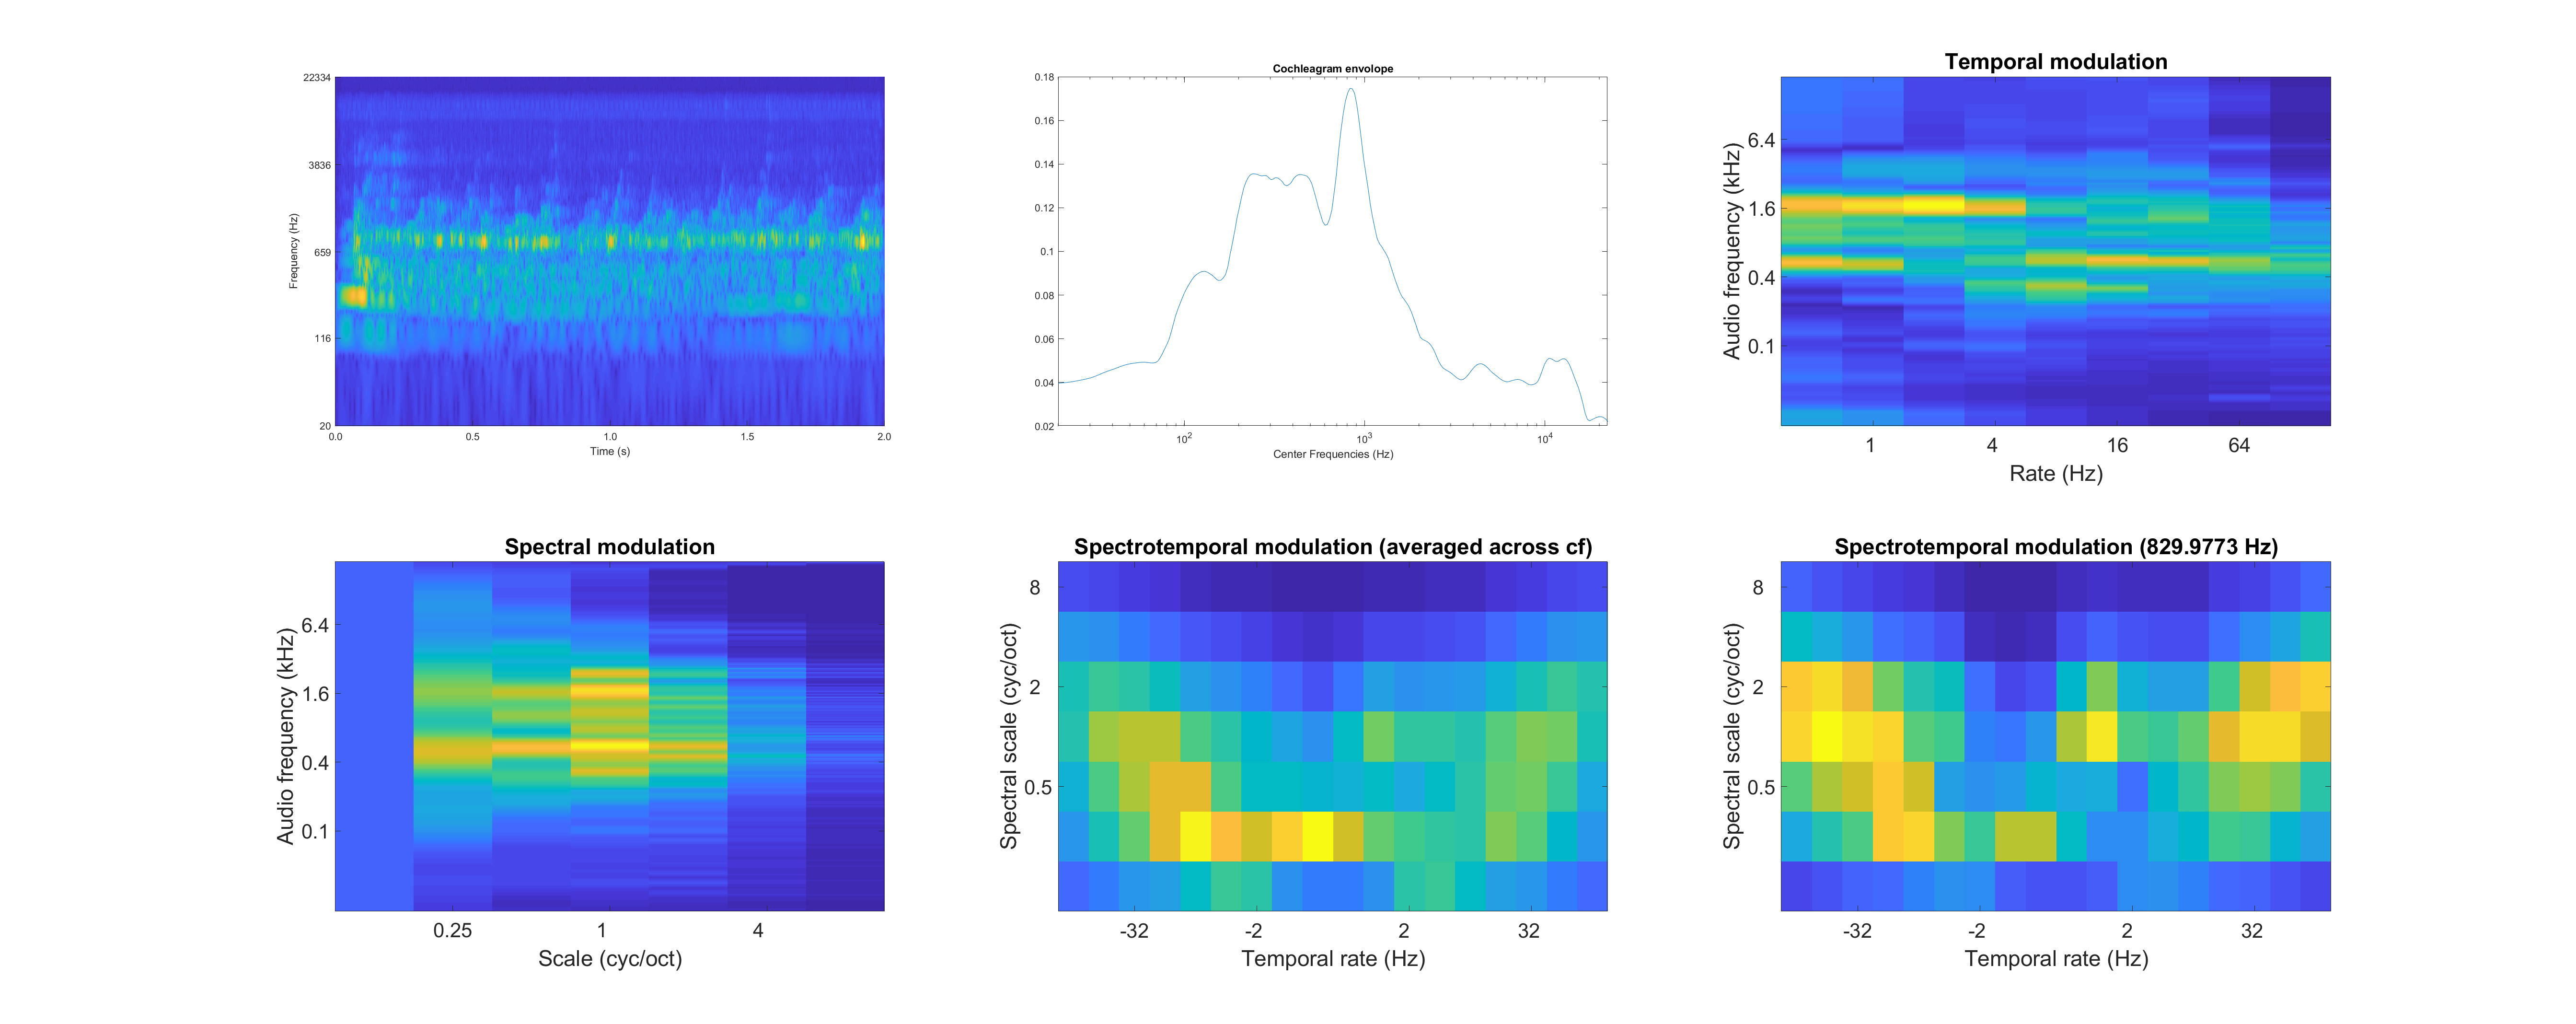 22334
3836
659
116
20
Frequency (Hz)
0.0 0.5 1.0 1.5 2.0
Time (s)
Cochleagram envolope
0.18
0.16
0.14
0.12
0.1
0.08
0.06
0.04
0.02
10^2 10^3 10^4
Center Frequencies (Hz)
Temporal modulation
6.4
1.6
0.4
0.1
Audio frequency (kHz)
1 4 16 64
Rate (Hz)
Spectral modulation
6.4
1.6
0.4
0.1
Audio frequency (kHz)
0.25 1 4
Scale (cyc/oct)
Spectrotemporal modulation (averaged across cf)
8
2
0.5
Spectral scale (cyc/oct)
-32 -2 2 32
Temporal rate (Hz)
Spectrotemporal modulation (829.9773 Hz)
8
2
0.5
Spectral scale (cyc/oct)
-32 -2 2 32
Temporal rate (Hz)